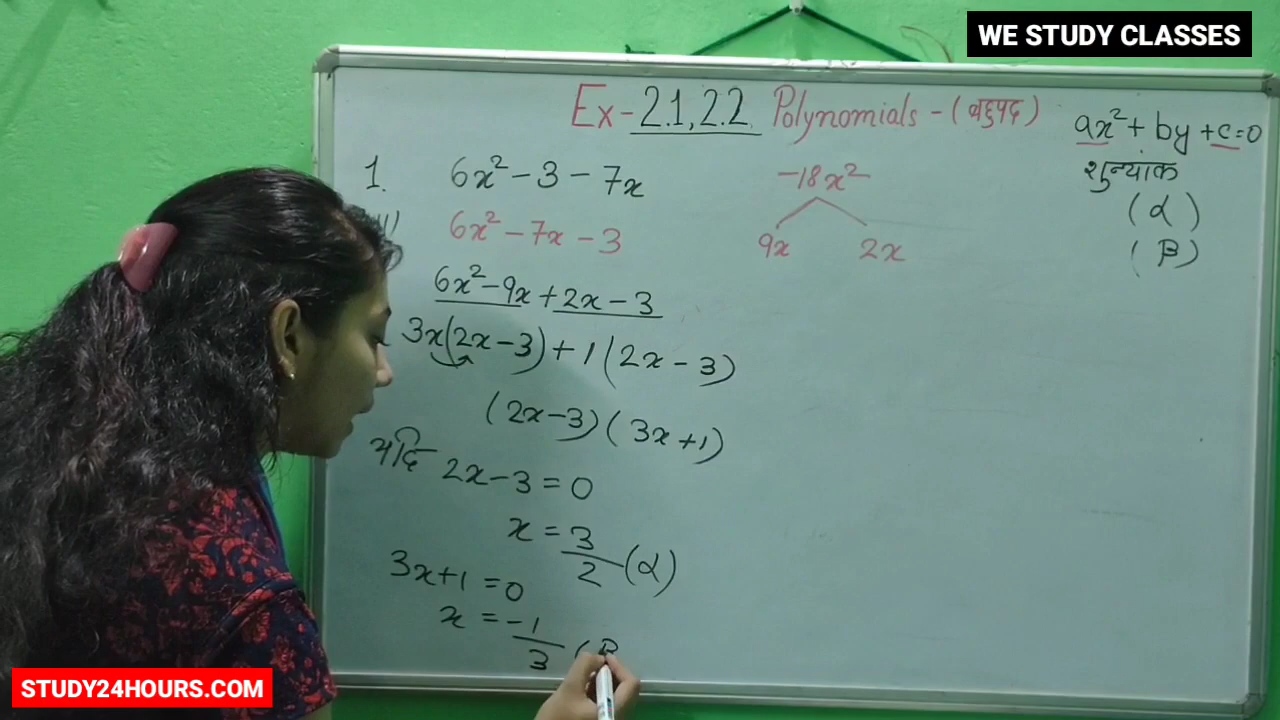 WE STUDY CLASSES
Ex-2.1, 2.2 Polynomials - (बहुपद)
ax² + by + c = 0
शुन्यांक
(α)
(β)
1. 6x² - 3 - 7x
6x² - 7x - 3
-18x²
9x 2x
6x² - 9x + 2x - 3
3x(2x - 3) + 1(2x - 3)
(2x - 3)(3x + 1)
यदि 2x - 3 = 0
x = 3/2 (α)
3x + 1 = 0
x = -1/3 (β
STUDY24HOURS.COM